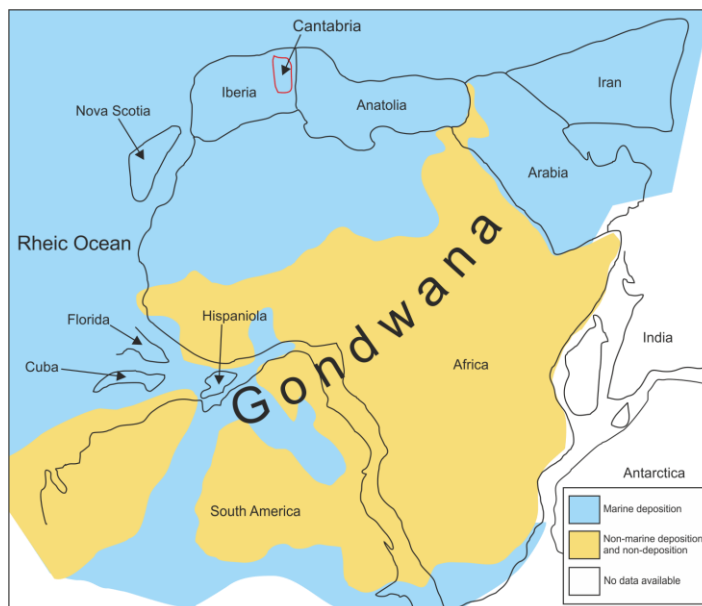 Cantabria
Iberia
Anatolia
Iran
Nova Scotia
Arabia
Rheic Ocean
Gondwana
Florida
Hispaniola
Cuba
Africa
India
South America
Antarctica
Marine deposition
Non-marine deposition
and non-deposition
No data available